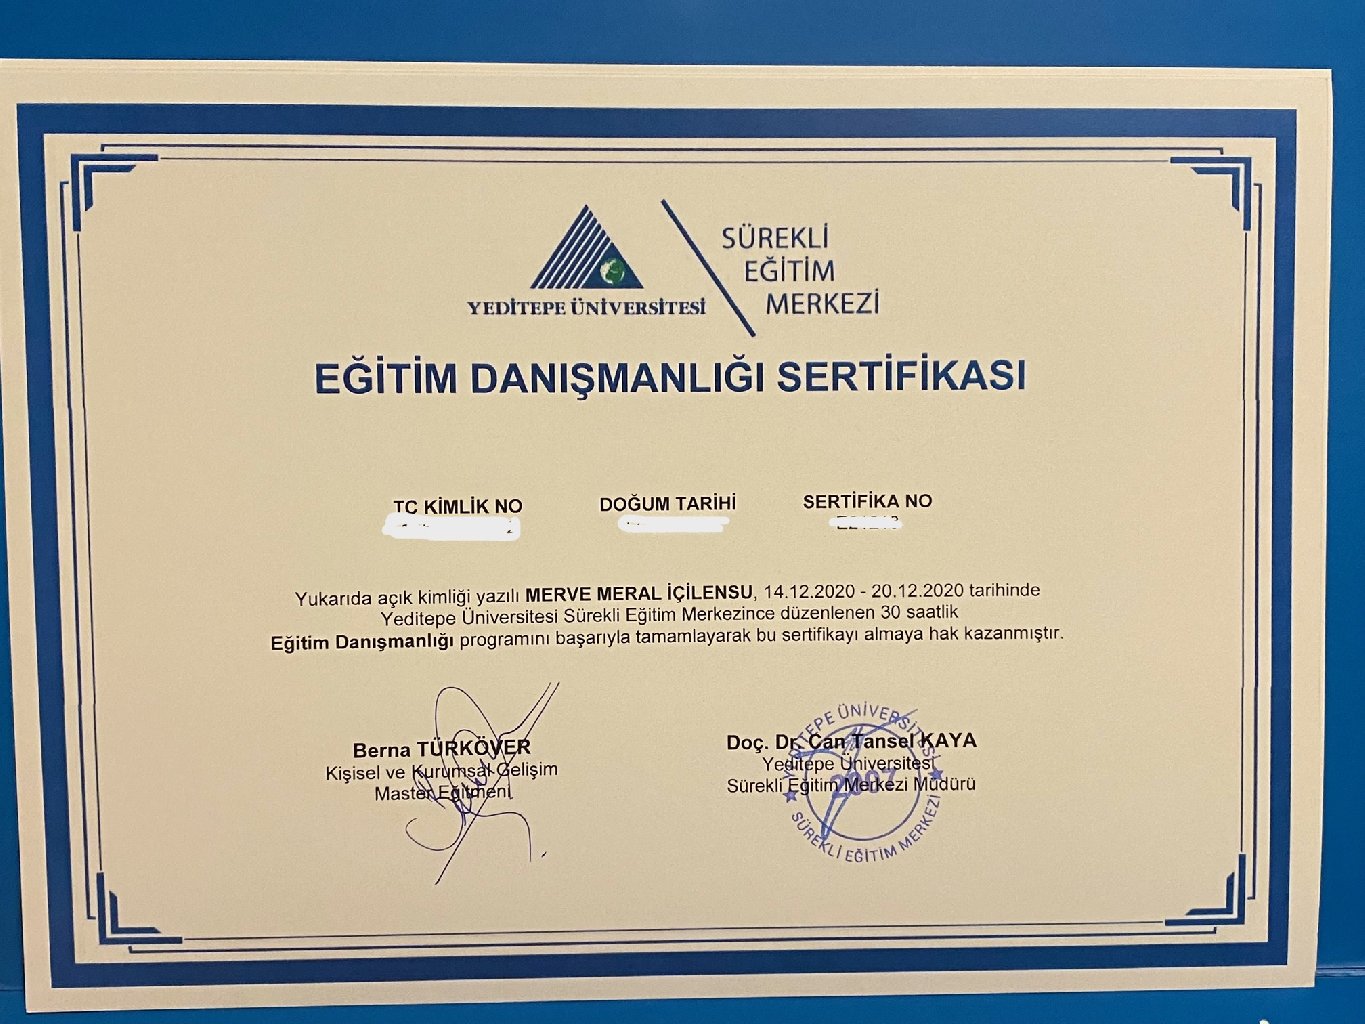 YEDİTEPE ÜNİVERSİTESİ
SÜREKLİ
EĞİTİM
MERKEZİ
EĞİTİM DANIŞMANLIĞI SERTİFİKASI
TC KİMLİK NO
DOĞUM TARİHİ
SERTİFİKA NO
Yukarıda açık kimliği yazılı MERVE MERAL İÇİLENSU, 14.12.2020 - 20.12.2020 tarihinde
Yeditepe Üniversitesi Sürekli Eğitim Merkezince düzenlenen 30 saatlik
Eğitim Danışmanlığı programını başarıyla tamamlayarak bu sertifikayı almaya hak kazanmıştır.
Berna TÜRKÖVER
Kişisel ve Kurumsal Gelişim
Master Eğitmeni
Doç. Dr. Can Tansel KAYA
Yeditepe Üniversitesi
Sürekli Eğitim Merkezi Müdürü
YEDİTEPE ÜNİVERSİTESİ
2007
SÜREKLİ EĞİTİM MERKEZİ